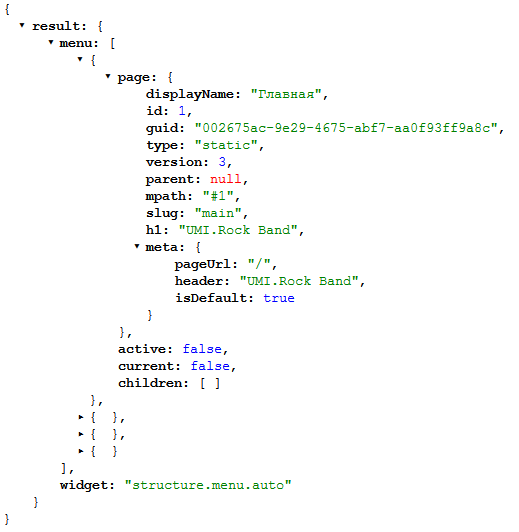 {
▼ result: {
▼ menu: [
▼ {
▼ page: {
displayName: "Главная",
id: 1,
guid: "002675ac-9e29-4675-abf7-aa0f93ff9a8c",
type: "static",
version: 3,
parent: null,
mpath: "#1",
slug: "main",
h1: "UMI.Rock Band",
▼ meta: {
pageUrl: "/",
header: "UMI.Rock Band",
isDefault: true
}
},
active: false,
current: false,
children: [ ]
},
► { },
► { },
► { }
],
widget: "structure.menu.auto"
}
}